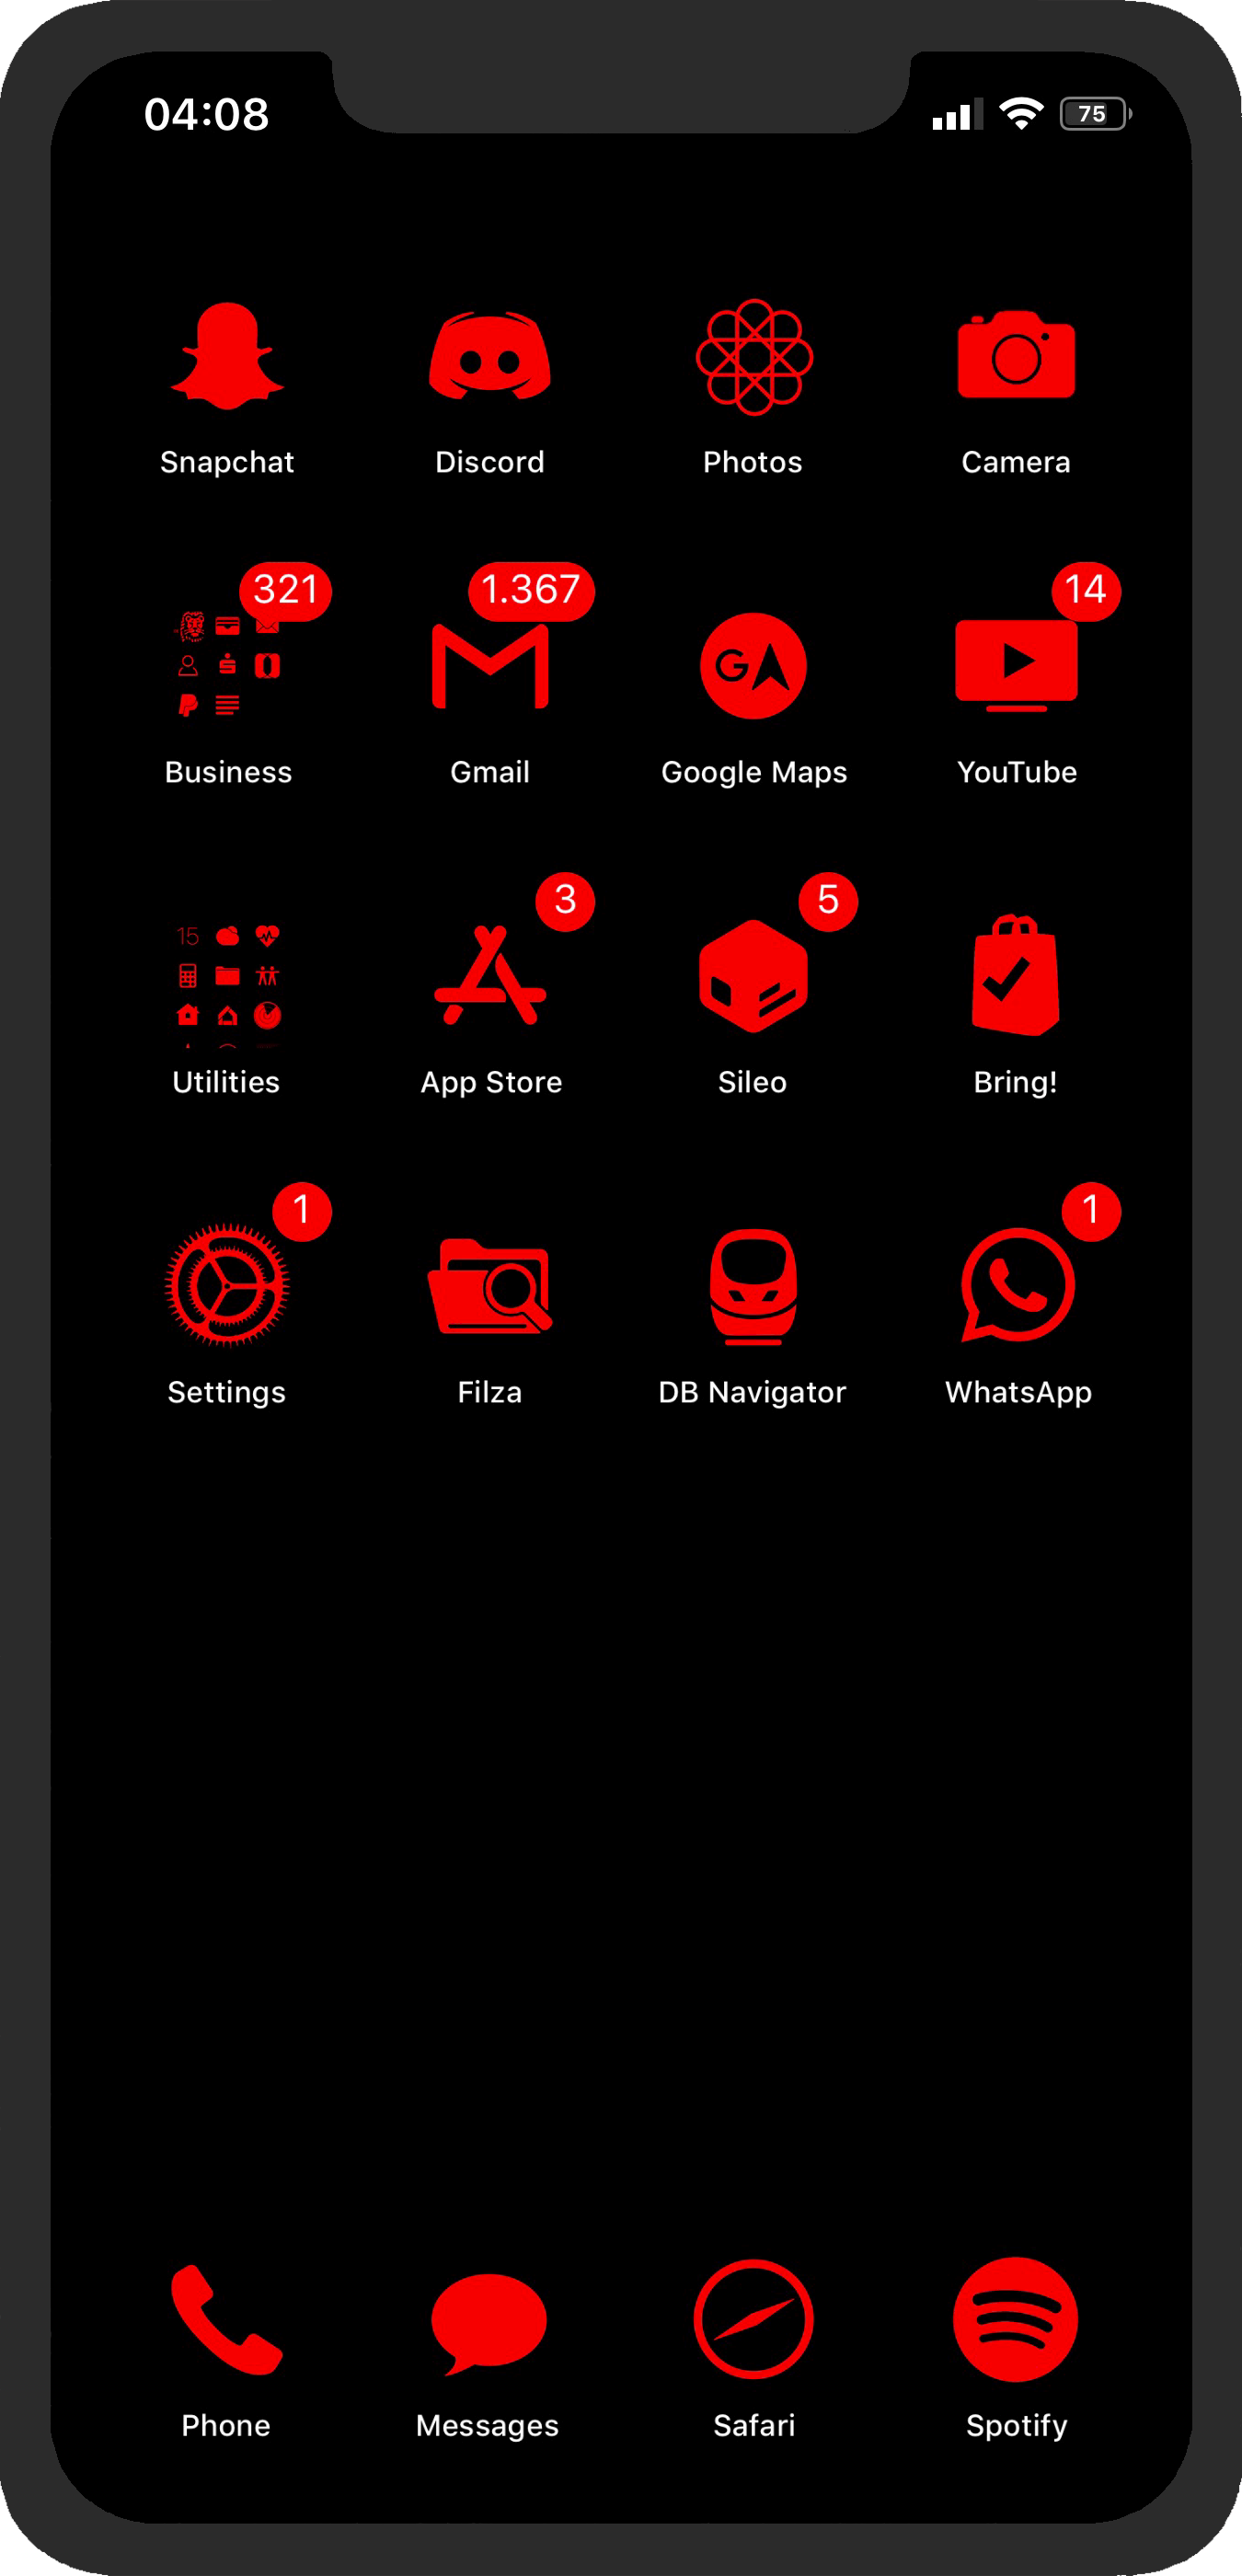 04:08 75
Snapchat Discord Photos Camera
321 1.367 14
GA
Business Gmail Google Maps YouTube
3 5
15
Utilities App Store Sileo Bring!
1 1
Settings Filza DB Navigator WhatsApp
Phone Messages Safari Spotify